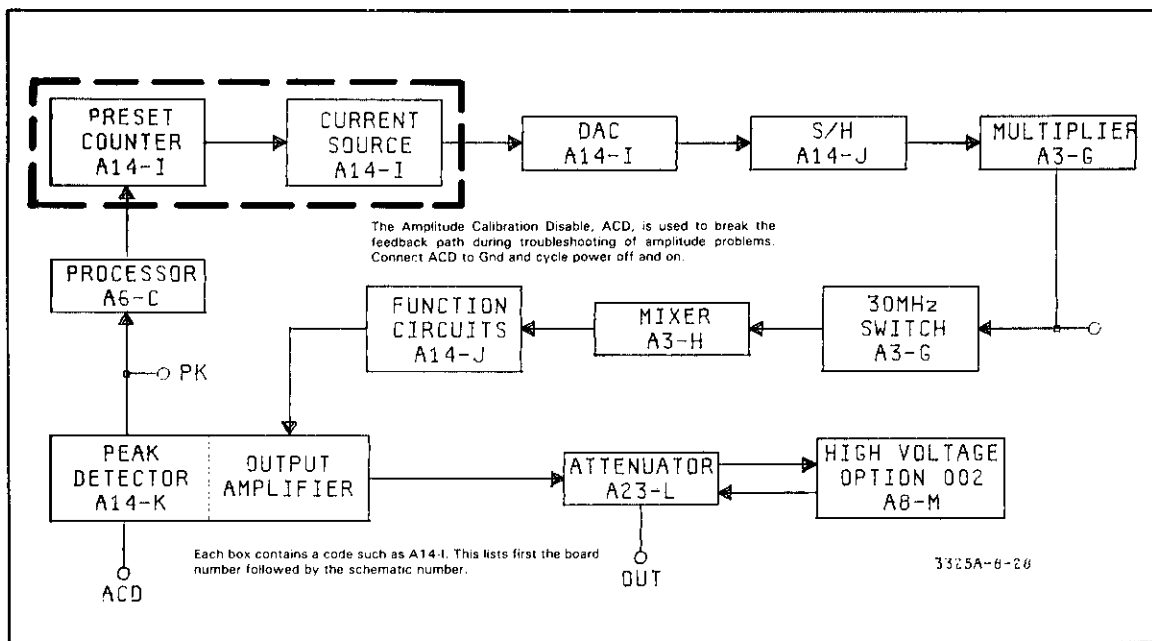 PRESET
COUNTER
A14-I
CURRENT
SOURCE
A14-I
DAC
A14-I
S/H
A14-J
MULTIPLIER
A3-G
The Amplitude Calibration Disable, ACD, is used to break the
feedback path during troubleshooting of amplitude problems.
Connect ACD to Gnd and cycle power off and on.
PROCESSOR
A6-C
FUNCTION
CIRCUITS
A14-J
MIXER
A3-H
30MHz
SWITCH
A3-G
PK
PEAK
DETECTOR
A14-K
OUTPUT
AMPLIFIER
ATTENUATOR
A23-L
HIGH VOLTAGE
OPTION 002
A8-M
Each box contains a code such as A14-I. This lists first the board
number followed by the schematic number.
ACD
OUT
3325A-8-28